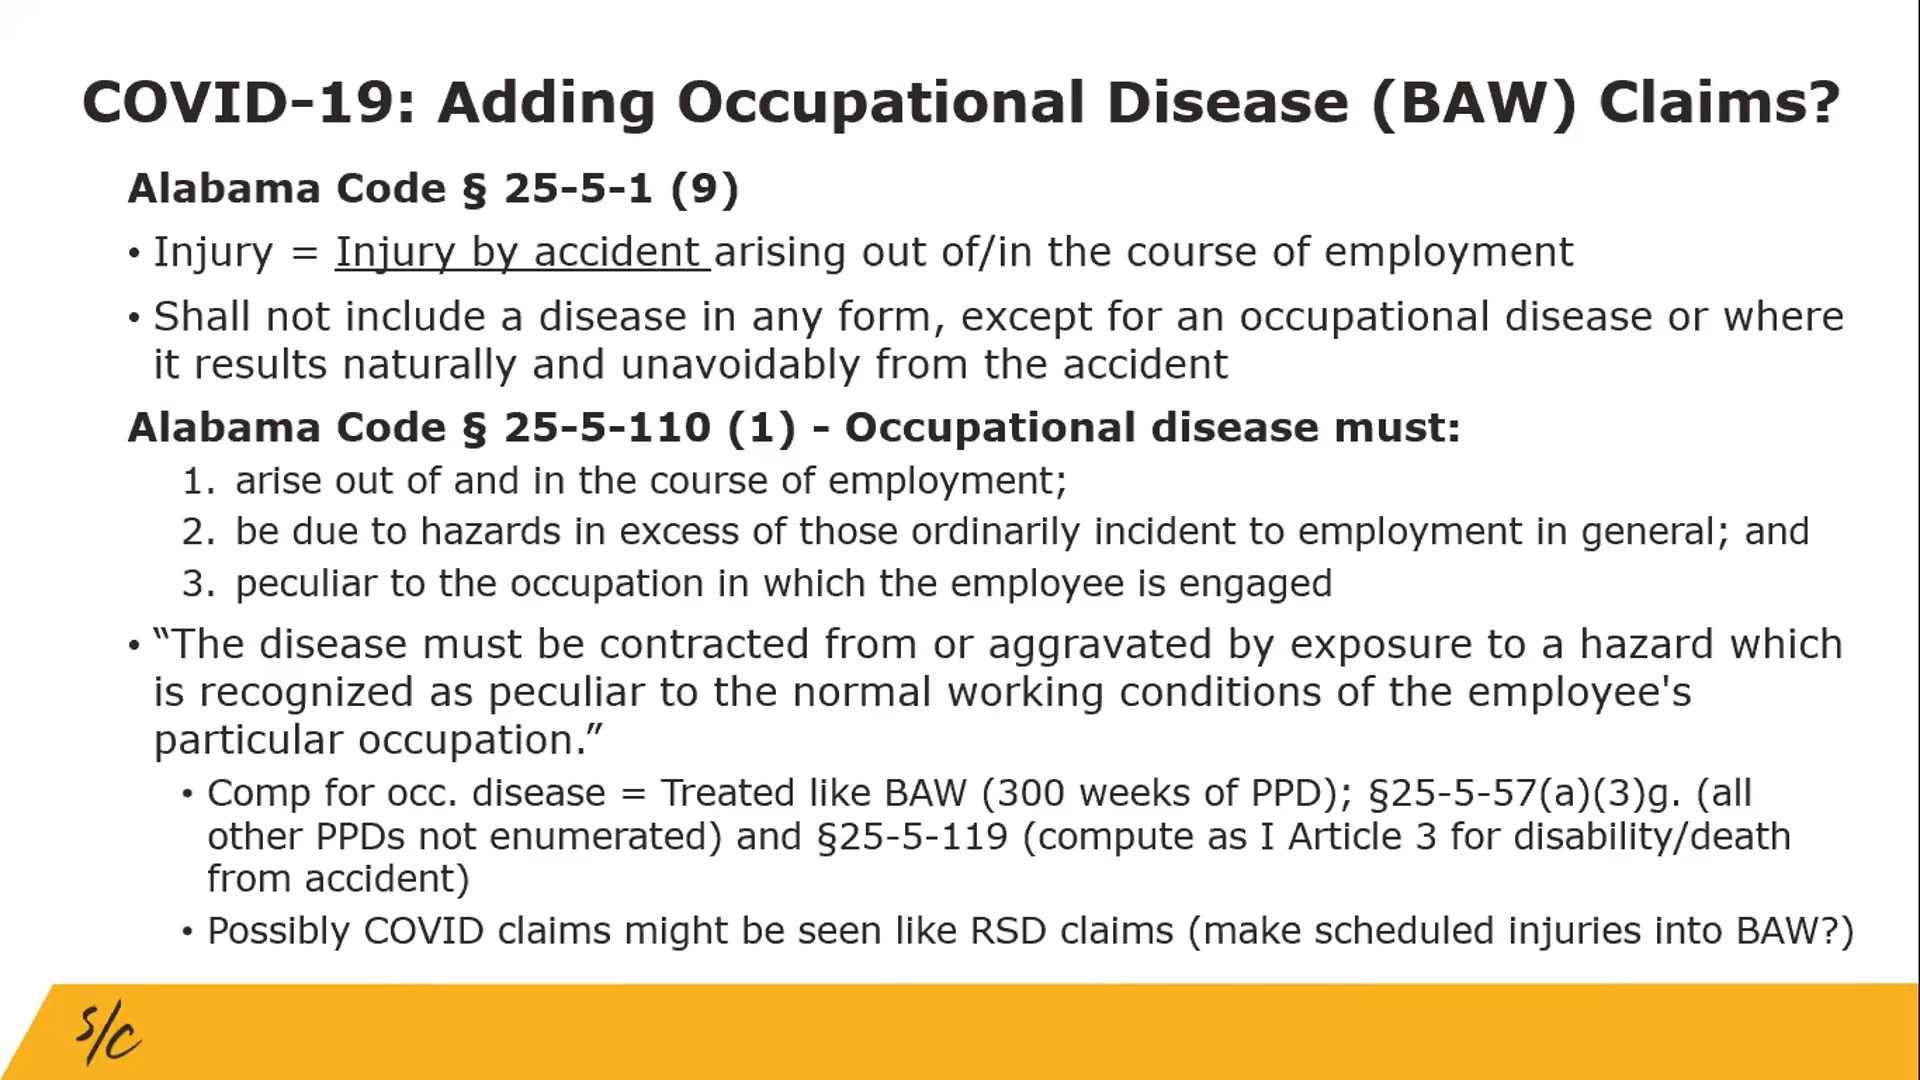 COVID-19: Adding Occupational Disease (BAW) Claims?
Alabama Code § 25-5-1 (9)
• Injury = Injury by accident arising out of/in the course of employment
• Shall not include a disease in any form, except for an occupational disease or where
it results naturally and unavoidably from the accident
Alabama Code § 25-5-110 (1) - Occupational disease must:
1. arise out of and in the course of employment;
2. be due to hazards in excess of those ordinarily incident to employment in general; and
3. peculiar to the occupation in which the employee is engaged
• “The disease must be contracted from or aggravated by exposure to a hazard which
is recognized as peculiar to the normal working conditions of the employee's
particular occupation.”
• Comp for occ. disease = Treated like BAW (300 weeks of PPD); §25-5-57(a)(3)g. (all
other PPDs not enumerated) and §25-5-119 (compute as I Article 3 for disability/death
from accident)
• Possibly COVID claims might be seen like RSD claims (make scheduled injuries into BAW?)
S/C